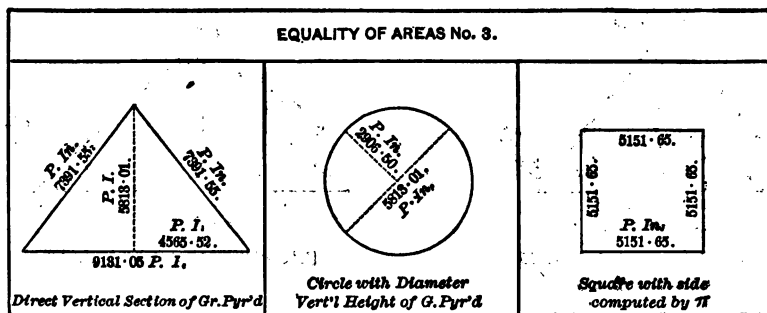 EQUALITY OF AREAS No. 3.
P. In.
7391·55.
P. I.
5813·01.
P. In.
7391·55.
P. I.
4565·52.
9131·05 P. I.
Direct Vertical Section of Gr. Pyr'd
P. In.
2906·50.
5813·01.
P. In.
Circle with Diameter
Vert'l Height of G. Pyr'd
5151·65.
5151·65.
5151·65.
P. In.
5151·65.
Square with side
computed by π